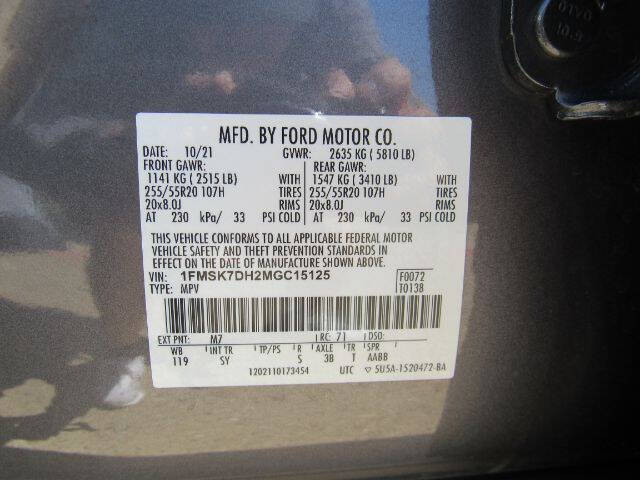 01V0
10.9
MFD. BY FORD MOTOR CO.
DATE: 10/21 GVWR: 2635 KG ( 5810 LB)
FRONT GAWR: REAR GAWR:
1141 KG ( 2515 LB) WITH 1547 KG ( 3410 LB) WITH
255/55R20 107H TIRES 255/55R20 107H TIRES
20x8.0J RIMS 20x8.0J RIMS
AT 230 kPa/ 33 PSI COLD AT 230 kPa/ 33 PSI COLD
THIS VEHICLE CONFORMS TO ALL APPLICABLE FEDERAL MOTOR
VEHICLE SAFETY AND THEFT PREVENTION STANDARDS IN
EFFECT ON THE DATE OF MANUFACTURE SHOWN ABOVE.
VIN: 1FMSK7DH2MGC15125 F0072
TYPE: MPV T0138
EXT PNT: M7 RC: 71 DSO:
WB INT TR TP/PS R AXLE TR SPR
119 SY S 3B T AABB
1202110173454 UTC ▽ 5U5A-1520472-BA